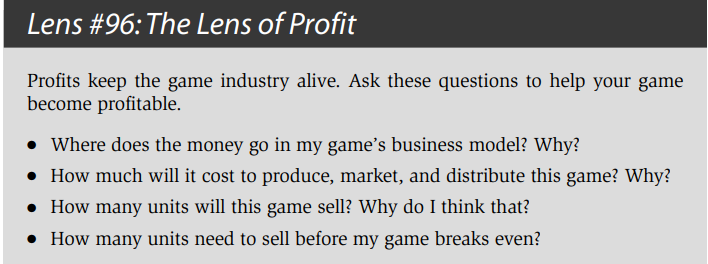 Lens #96: The Lens of Profit
Profits keep the game industry alive. Ask these questions to help your game
become profitable.
● Where does the money go in my game's business model? Why?
● How much will it cost to produce, market, and distribute this game? Why?
● How many units will this game sell? Why do I think that?
● How many units need to sell before my game breaks even?